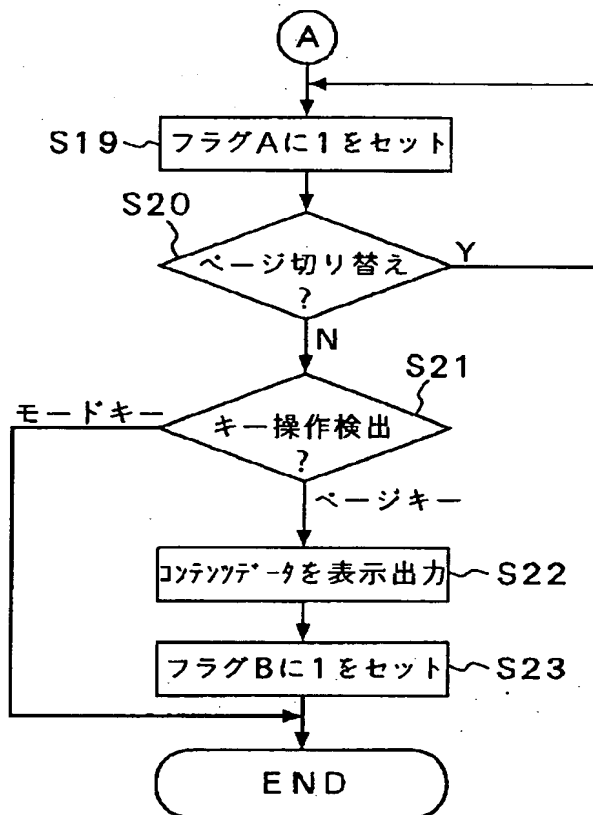 A
S19 フラグAに1をセット
S20
ページ切り替え
?
Y
N
S21
モードキー
キー操作検出
?
ページキー
ｺﾝﾃﾝﾂﾃﾞｰﾀを表示出力 S22
フラグBに1をセット S23
END